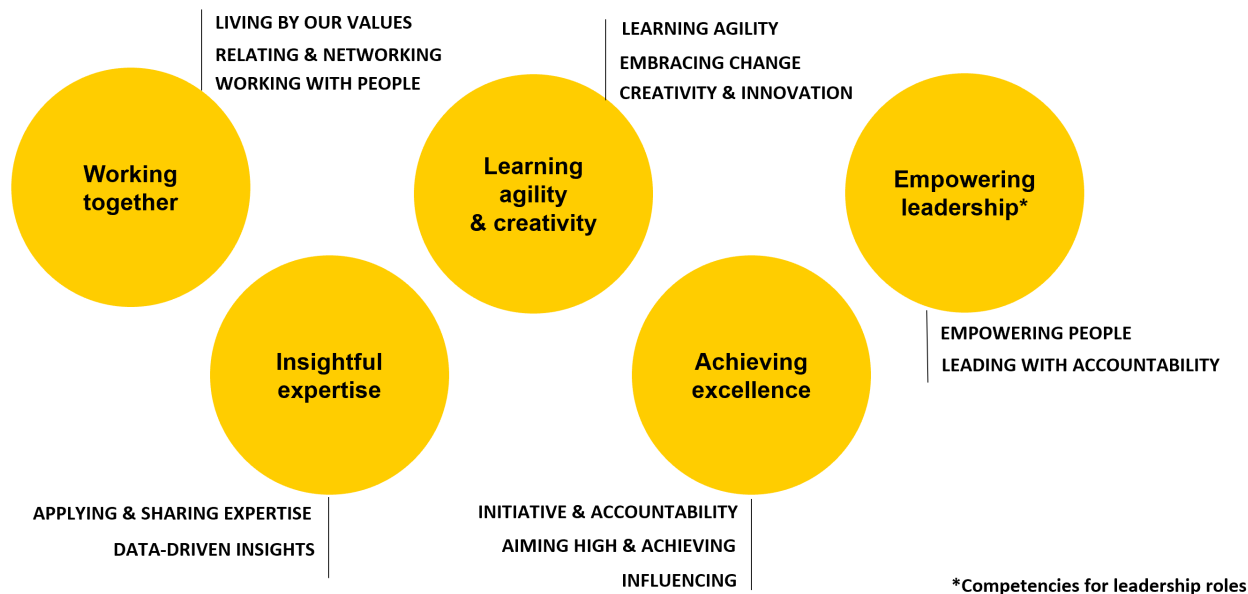 LIVING BY OUR VALUES
RELATING & NETWORKING
WORKING WITH PEOPLE
Working
together
APPLYING & SHARING EXPERTISE
DATA-DRIVEN INSIGHTS
Insightful
expertise
LEARNING AGILITY
EMBRACING CHANGE
CREATIVITY & INNOVATION
Learning
agility
& creativity
Achieving
excellence
INITIATIVE & ACCOUNTABILITY
AIMING HIGH & ACHIEVING
INFLUENCING
Empowering
leadership*
EMPOWERING PEOPLE
LEADING WITH ACCOUNTABILITY
*Competencies for leadership roles